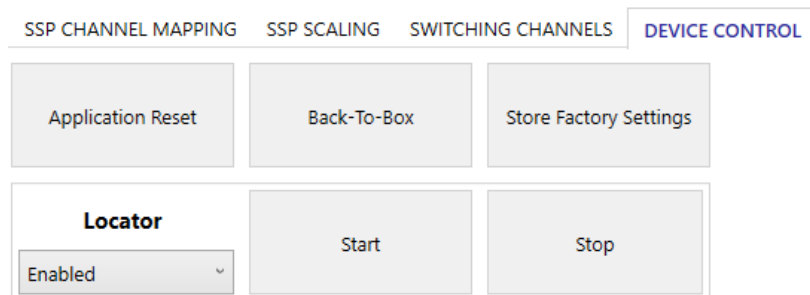 SSP CHANNEL MAPPING SSP SCALING SWITCHING CHANNELS DEVICE CONTROL
Application Reset Back-To-Box Store Factory Settings
Locator
Start Stop
Enabled